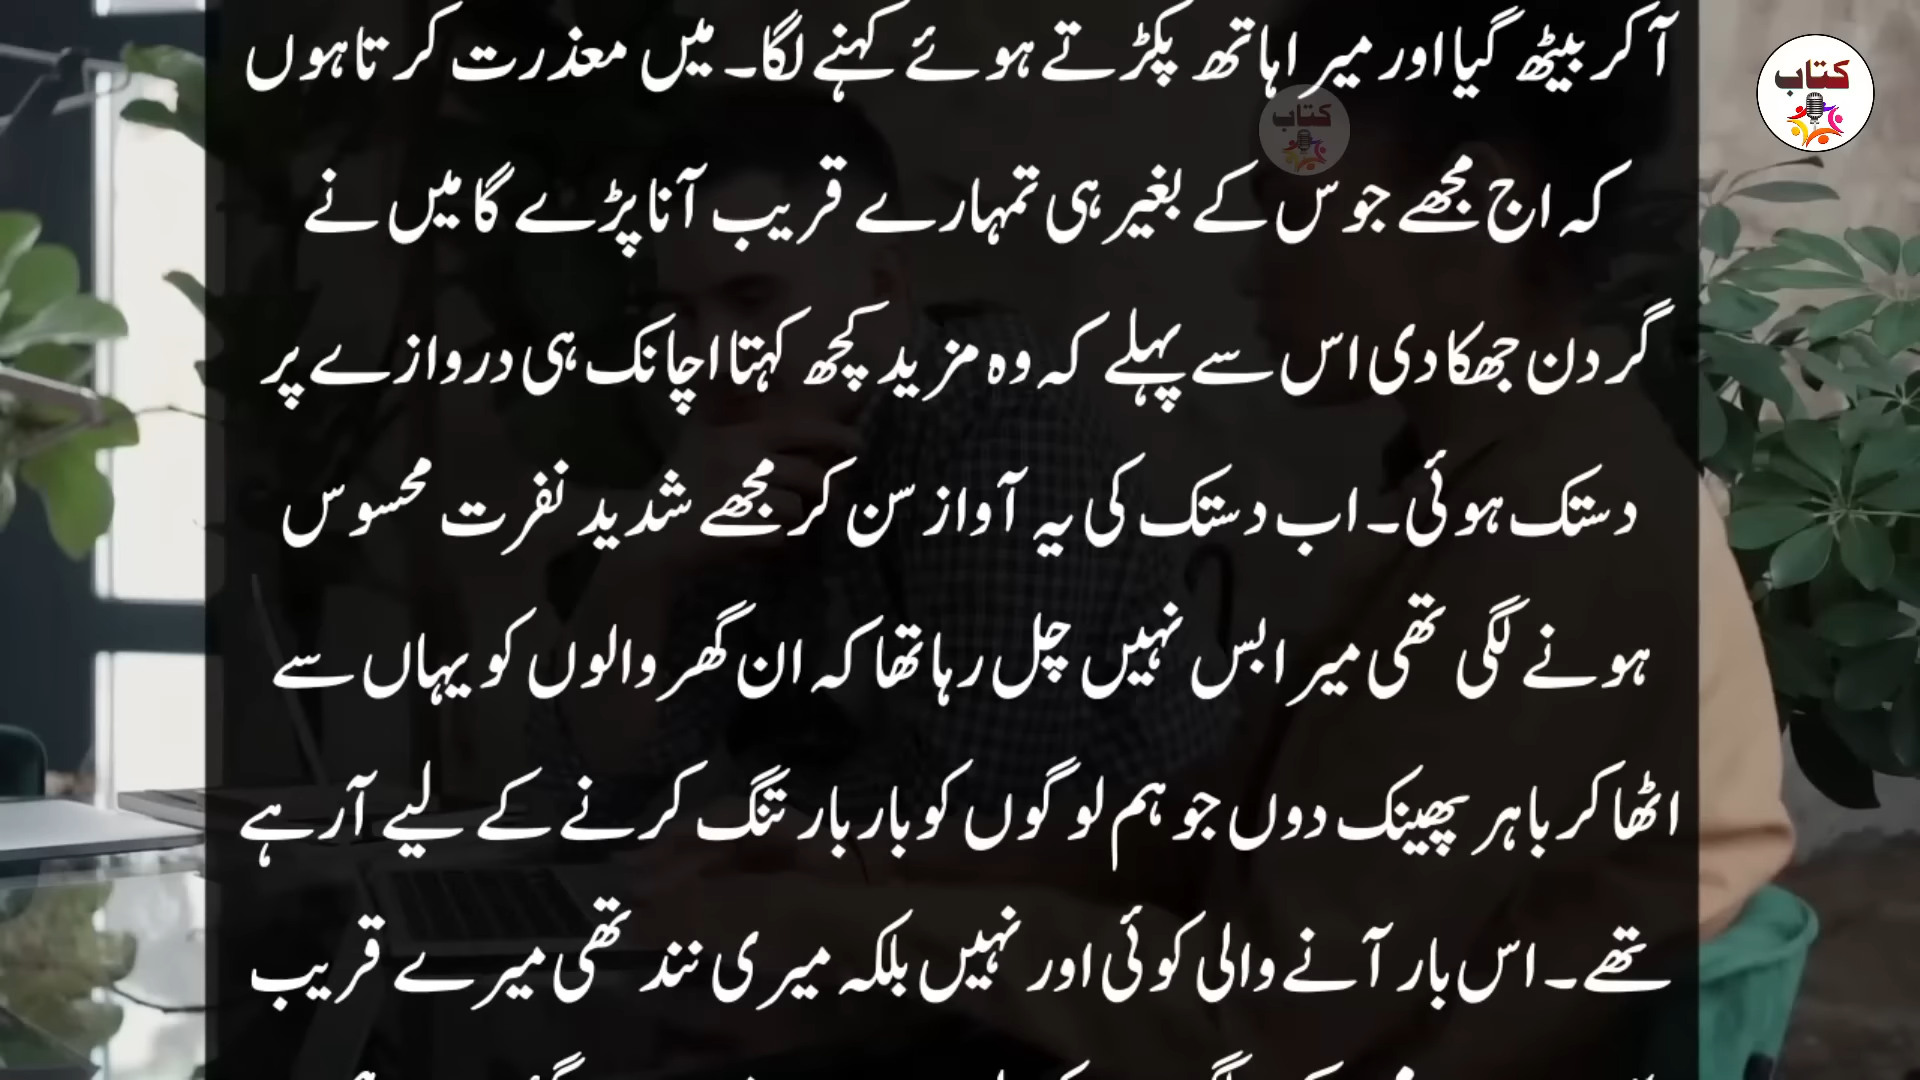 آکر بیٹھ گیا اور میرا ہاتھ پکڑتے ہوئے کہنے لگا۔ میں معذرت کرتا ہوں
کہ اج مجھے جوس کے بغیر ہی تمہارے قریب آنا پڑے گا میں نے
گردن جھکا دی اس سے پہلے کہ وہ مزید کچھ کہتا اچانک ہی دروازے پر
دستک ہوئی۔ اب دستک کی یہ آواز سن کر مجھے شدید نفرت محسوس
ہونے لگی تھی میرا بس نہیں چل رہا تھا کہ ان گھر والوں کو یہاں سے
اٹھا کر باہر پھینک دوں جو ہم لوگوں کو بار بار تنگ کرنے کے لیے آرہے
تھے۔ اس بار آنے والی کوئی اور نہیں بلکہ میری نند تھی میرے قریب
کتاب
کتاب